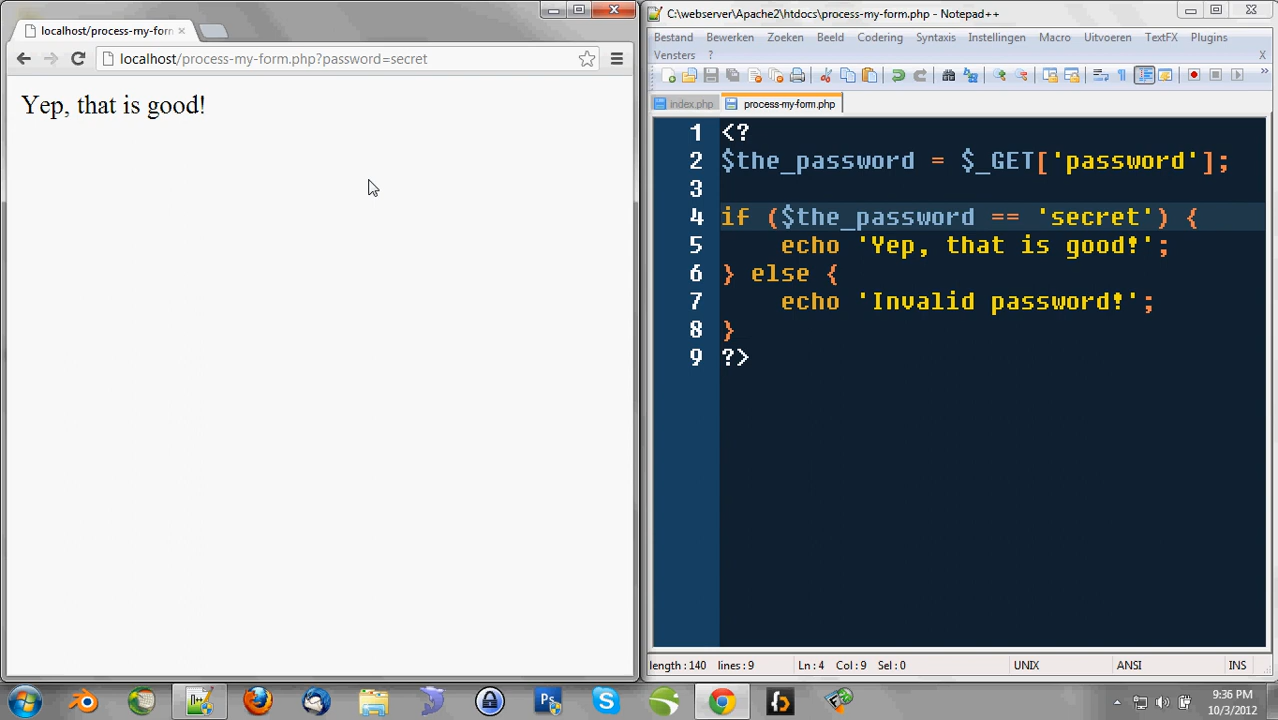 localhost/process-my-forn
localhost/process-my-form.php?password=secret
Yep, that is good!
C:\webserver\Apache2\htdocs\process-my-form.php - Notepad++
Bestand Bewerken Zoeken Beeld Codering Syntaxis Instellingen Macro Uitvoeren TextFX Plugins
Vensters ? X
index.php process-my-form.php
1 <?
2 $the_password = $_GET['password'];
3
4 if ($the_password == 'secret') {
5 echo 'Yep, that is good!';
6 } else {
7 echo 'Invalid password!';
8 }
9 ?>
length : 140 lines : 9 Ln : 4 Col : 9 Sel : 0 UNIX ANSI INS
9:36 PM
10/3/2012